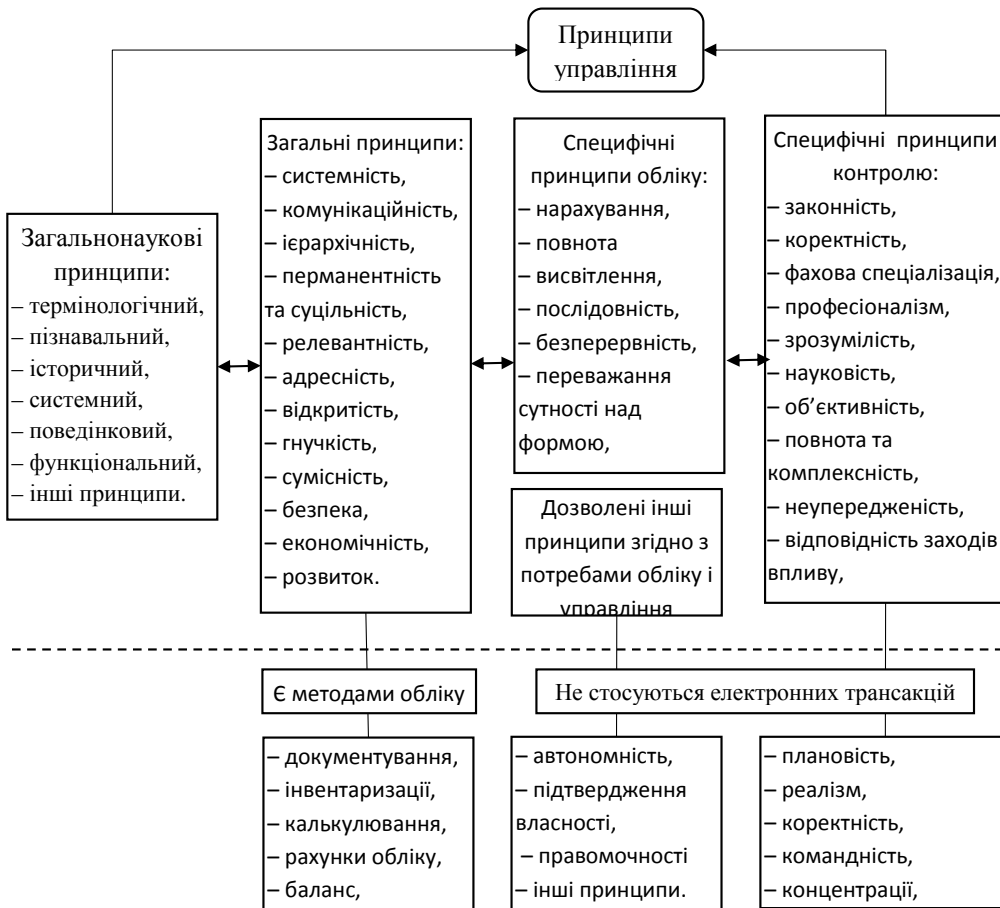 Принципи
управління
Загальнонаукові
принципи:
– термінологічний,
– пізнавальний,
– історичний,
– системний,
– поведінковий,
– функціональний,
– інші принципи.
Загальні принципи:
– системність,
– комунікаційність,
– ієрархічність,
– перманентність
та суцільність,
– релевантність,
– адресність,
– відкритість,
– гнучкість,
– сумісність,
– безпека,
– економічність,
– розвиток.
Специфічні
принципи обліку:
– нарахування,
– повнота
– висвітлення,
– послідовність,
– безперервність,
– переважання
сутності над
формою,
Дозволені інші
принципи згідно з
потребами обліку і
управління
Специфічні принципи
контролю:
– законність,
– коректність,
– фахова спеціалізація,
– професіоналізм,
– зрозумілість,
– науковість,
– об’єктивність,
– повнота та
комплексність,
– неупередженість,
– відповідність заходів
впливу,
Є методами обліку
Не стосуються електронних трансакцій
– документування,
– інвентаризації,
– калькулювання,
– рахунки обліку,
– баланс,
– автономність,
– підтвердження
власності,
– правомочності
– інші принципи.
– плановість,
– реалізм,
– коректність,
– командність,
– концентрації,